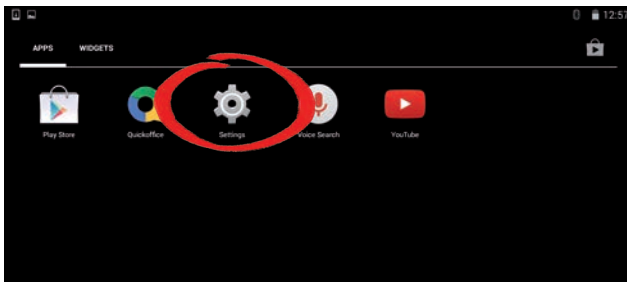 12:57
APPS WIDGETS
Play Store Quickoffice Settings Voice Search YouTube